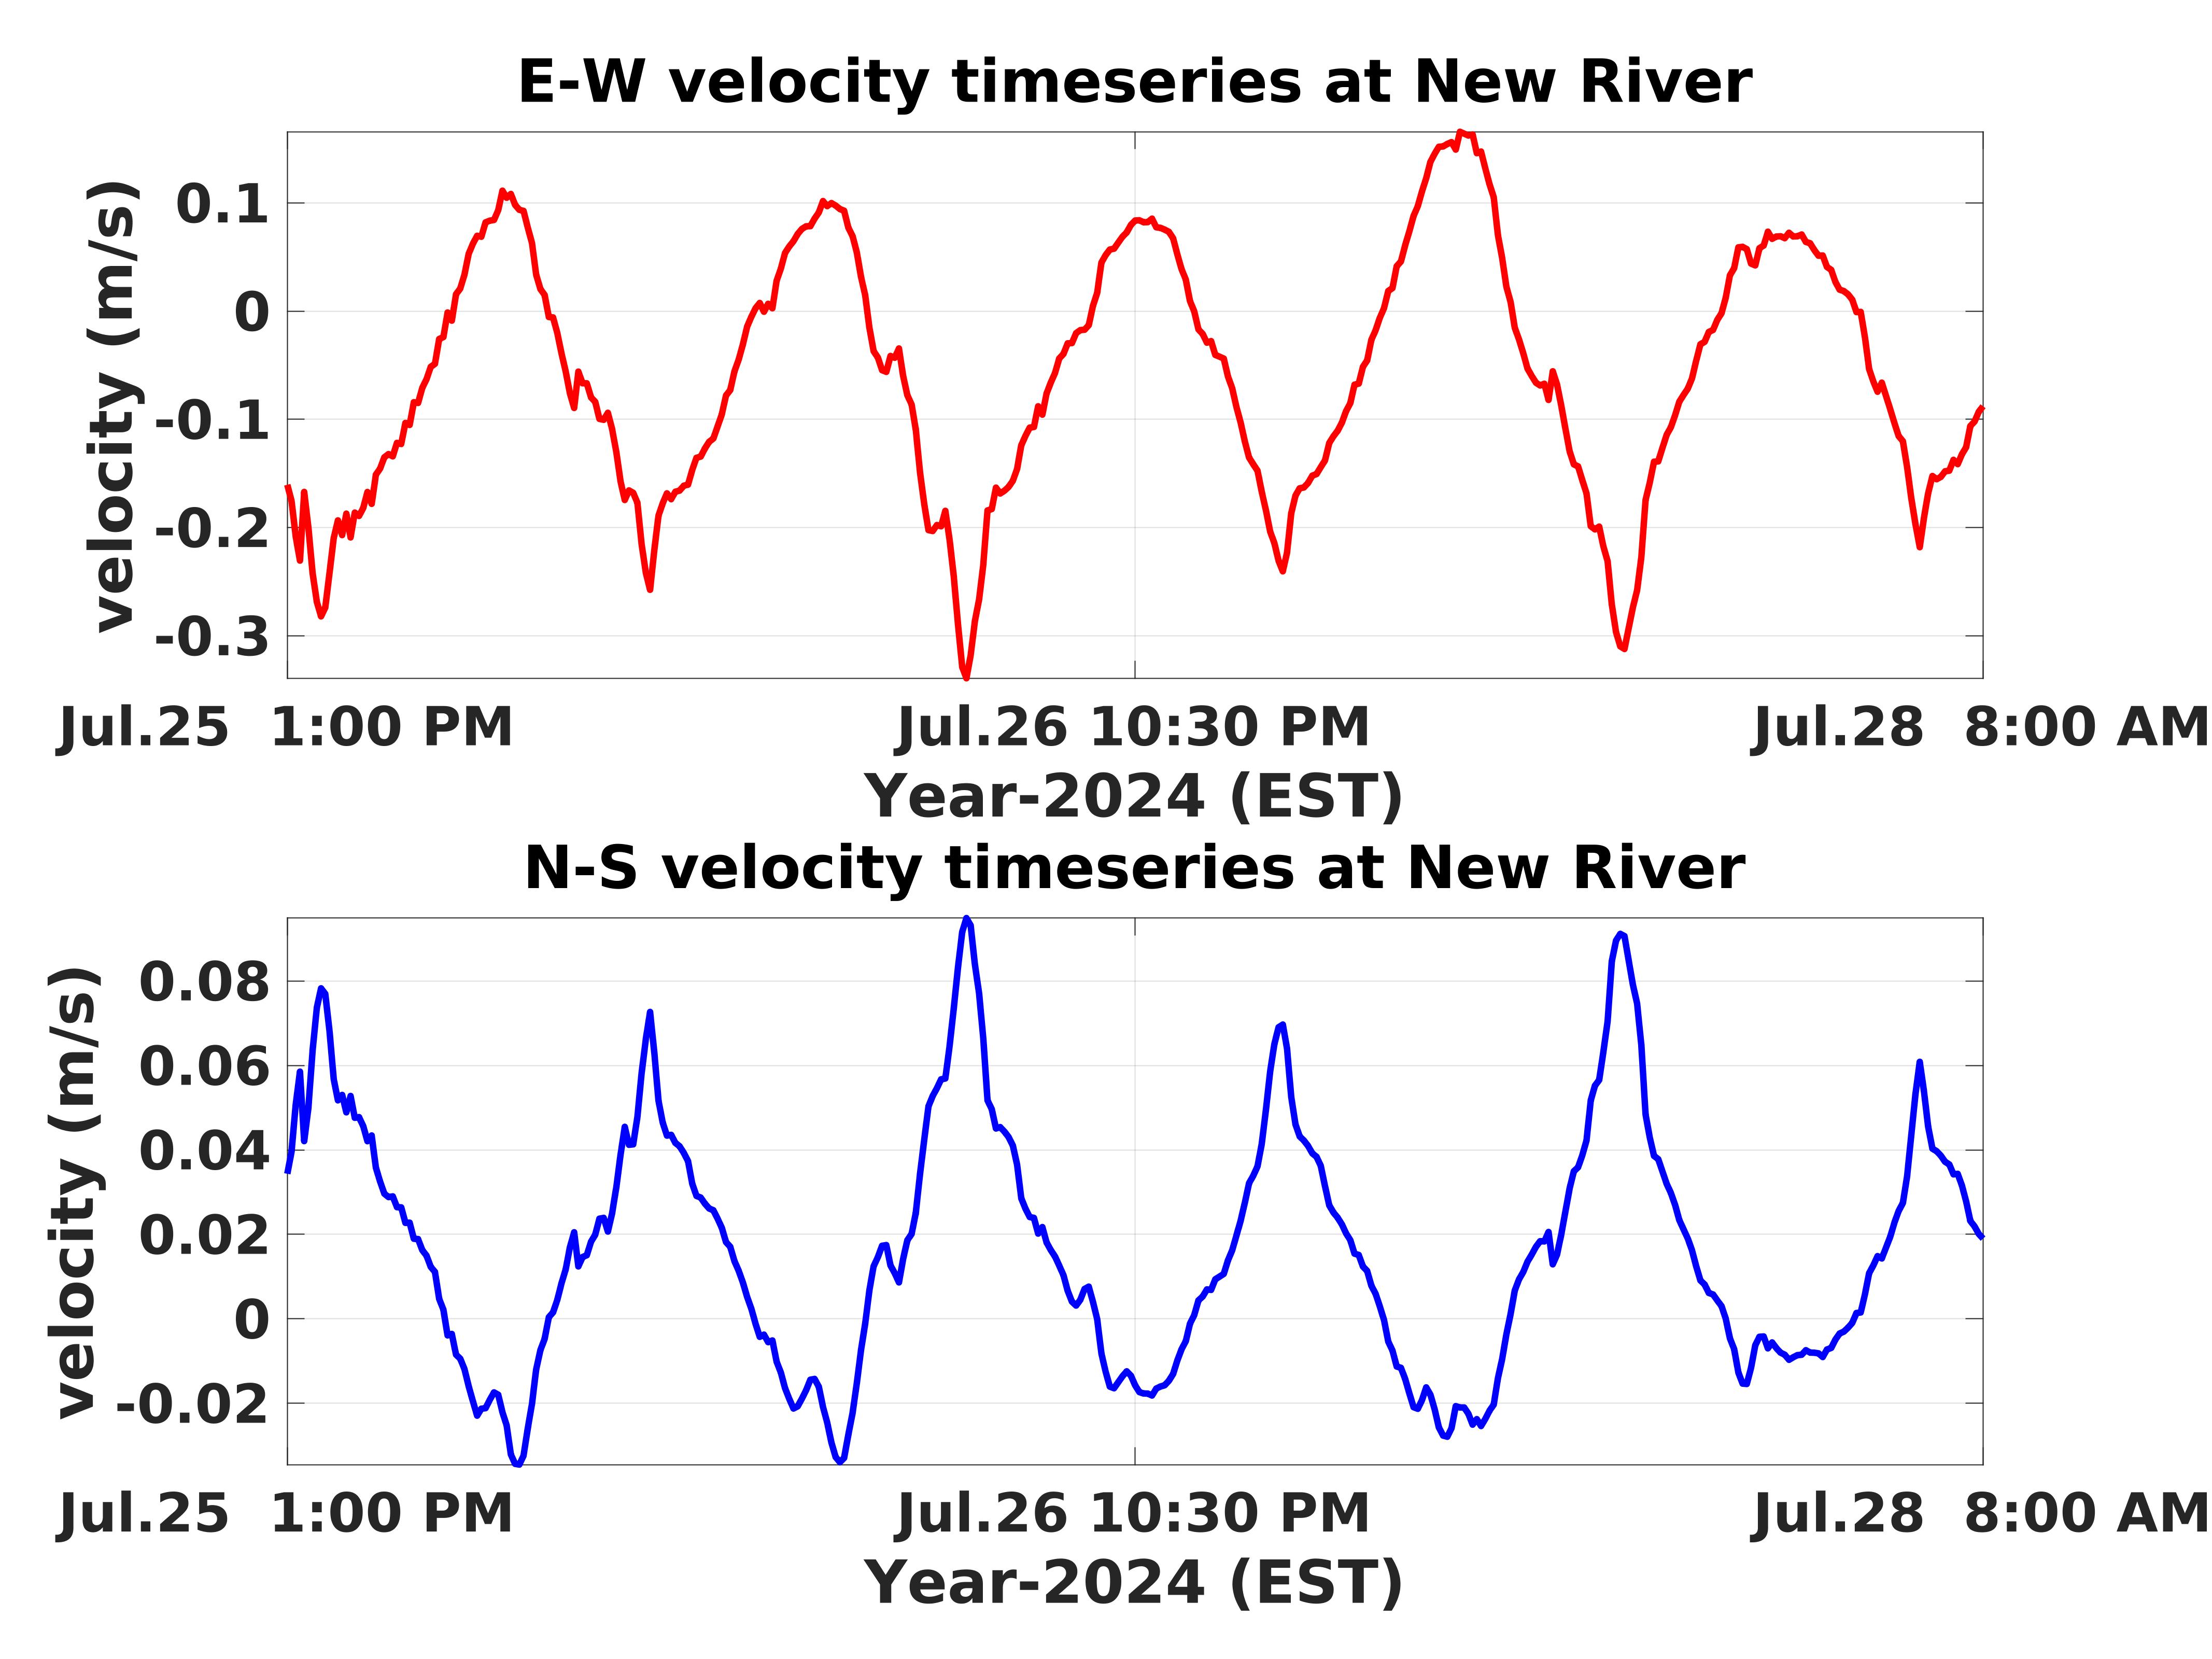 E-W velocity timeseries at New River
velocity (m/s)
0.1
0
-0.1
-0.2
-0.3
Jul.25 1:00 PM Jul.26 10:30 PM Jul.28 8:00 AM
Year-2024 (EST)
N-S velocity timeseries at New River
velocity (m/s)
0.08
0.06
0.04
0.02
0
-0.02
Jul.25 1:00 PM Jul.26 10:30 PM Jul.28 8:00 AM
Year-2024 (EST)